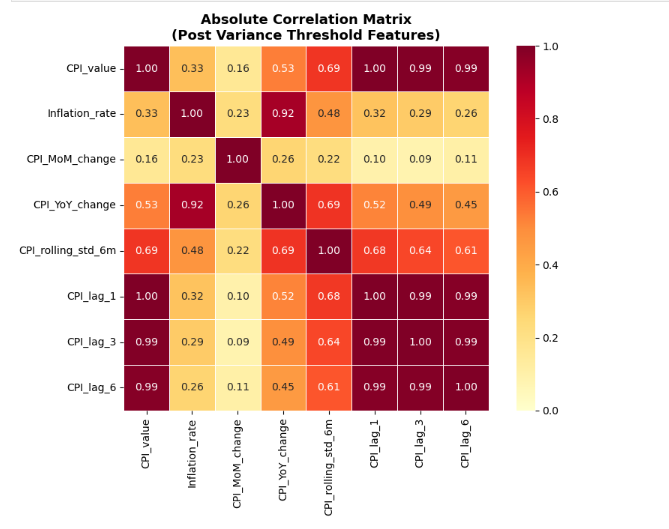 Absolute Correlation Matrix
(Post Variance Threshold Features)
CPI_value 1.00 0.33 0.16 0.53 0.69 1.00 0.99 0.99
Inflation_rate 0.33 1.00 0.23 0.92 0.48 0.32 0.29 0.26
CPI_MoM_change 0.16 0.23 1.00 0.26 0.22 0.10 0.09 0.11
CPI_YoY_change 0.53 0.92 0.26 1.00 0.69 0.52 0.49 0.45
CPI_rolling_std_6m 0.69 0.48 0.22 0.69 1.00 0.68 0.64 0.61
CPI_lag_1 1.00 0.32 0.10 0.52 0.68 1.00 0.99 0.99
CPI_lag_3 0.99 0.29 0.09 0.49 0.64 0.99 1.00 0.99
CPI_lag_6 0.99 0.26 0.11 0.45 0.61 0.99 0.99 1.00
CPI_value
Inflation_rate
CPI_MoM_change
CPI_YoY_change
CPI_rolling_std_6m
CPI_lag_1
CPI_lag_3
CPI_lag_6
1.0
0.8
0.6
0.4
0.2
0.0